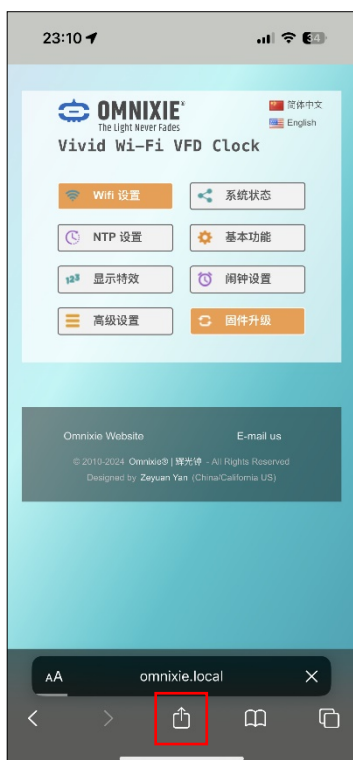 23:10
84
OMNIXIE®
The Light Never Fades
简体中文
English
Vivid Wi-Fi VFD Clock
Wifi 设置
系统状态
NTP 设置
基本功能
123 显示特效
闹钟设置
高级设置
固件升级
Omnixie Website
E-mail us
© 2010-2024 Omnixie® | 辉光钟 - All Rights Reserved
Designed by Zeyuan Yan (China/California US)
AA
omnixie.local